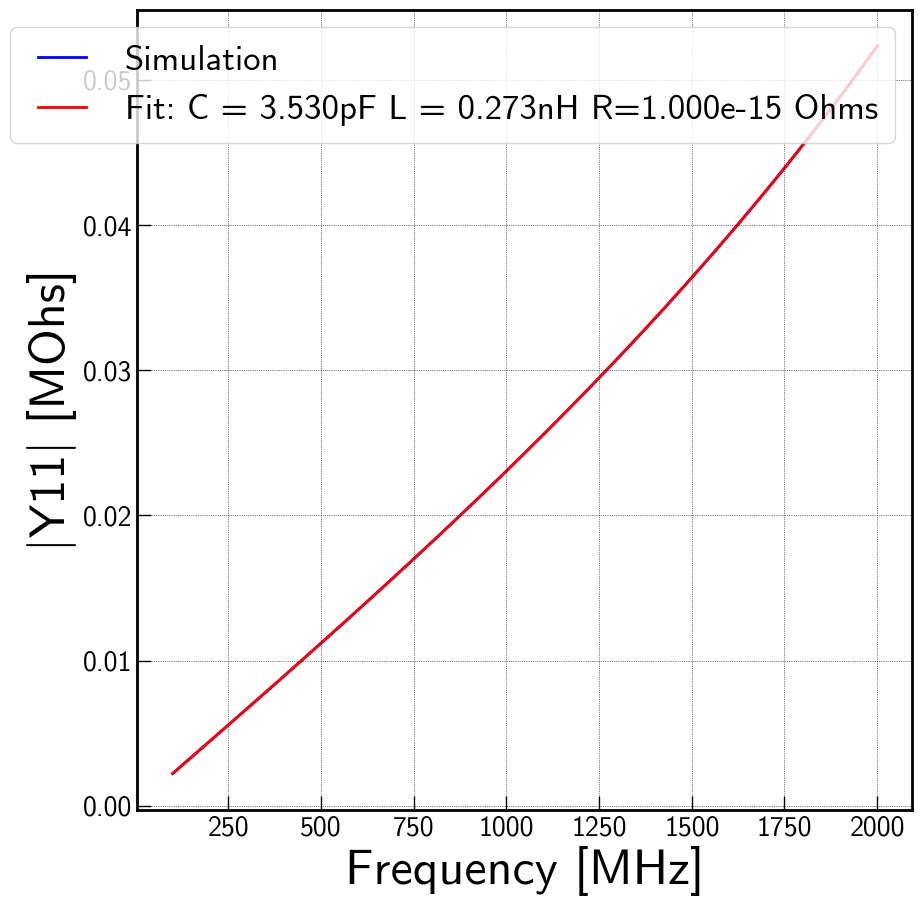 Simulation
Fit: C = 3.530pF L = 0.273nH R=1.000e-15 Ohms
0.05
0.04
0.03
0.02
0.01
0.00
|Y11| [MOhs]
250 500 750 1000 1250 1500 1750 2000
Frequency [MHz]